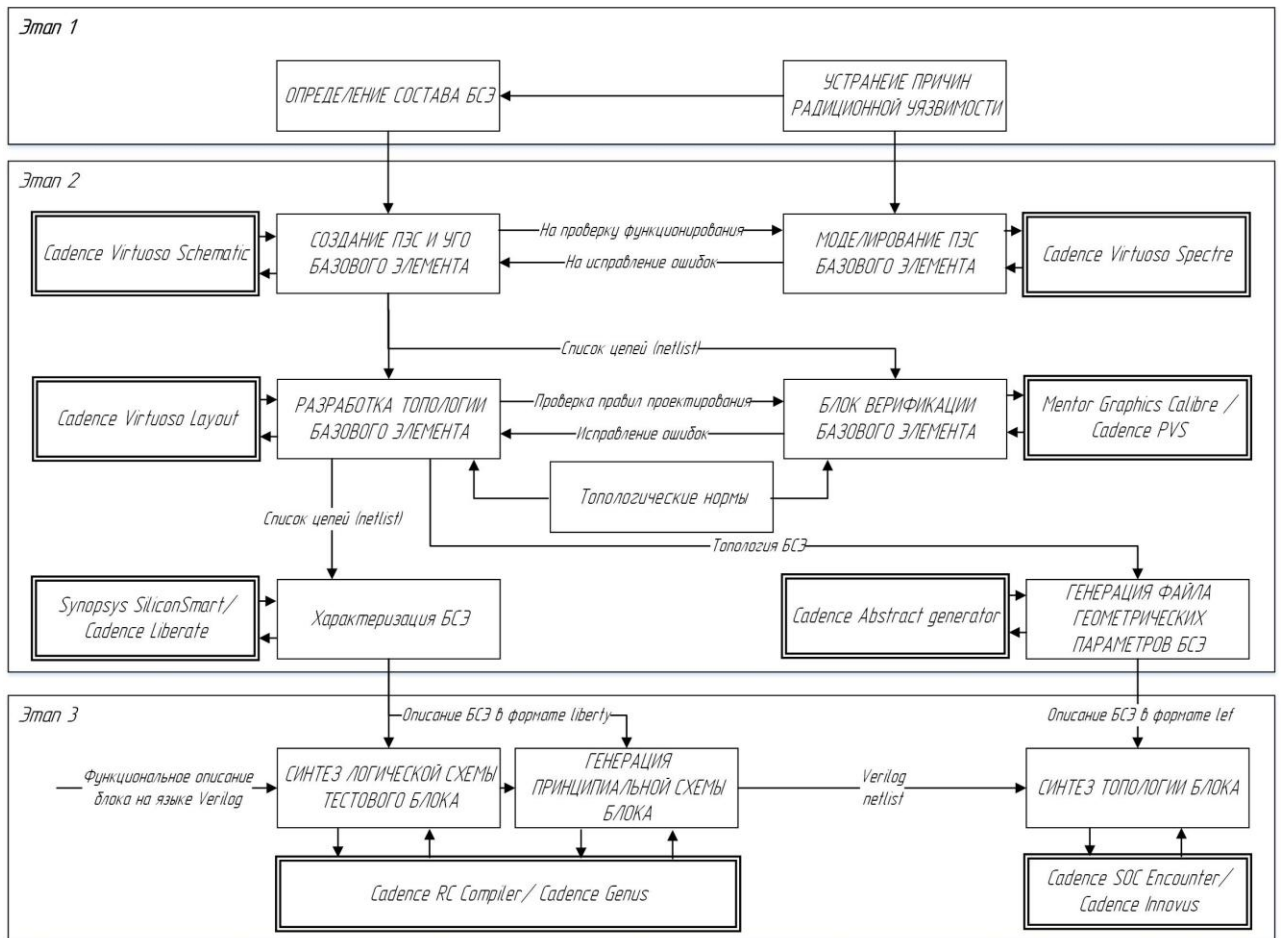 Этап 1
ОПРЕДЕЛЕНИЕ СОСТАВА БСЭ
УСТРАНЕИЕ ПРИЧИН
РАДИЦИОННОЙ УЯЗВИМОСТИ
Этап 2
Cadence Virtuoso Schematic
СОЗДАНИЕ ПЭС И УГО
БАЗОВОГО ЭЛЕМЕНТА
На проверку функционирования
На исправление ошибок
МОДЕЛИРОВАНИЕ ПЭС
БАЗОВОГО ЭЛЕМЕНТА
Cadence Virtuoso Spectre
Список цепей (netlist)
Cadence Virtuoso Layout
РАЗРАБОТКА ТОПОЛОГИИ
БАЗОВОГО ЭЛЕМЕНТА
Проверка правил проектирования
Исправление ошибок
БЛОК ВЕРИФИКАЦИИ
БАЗОВОГО ЭЛЕМЕНТА
Mentor Graphics Calibre /
Cadence PVS
Топологические нормы
Список цепей (netlist)
Топология БСЭ
Synopsys SiliconSmart/
Cadence Liberate
Характеризация БСЭ
Cadence Abstract generator
ГЕНЕРАЦИЯ ФАЙЛА
ГЕОМЕТРИЧЕСКИХ
ПАРАМЕТРОВ БСЭ
Этап 3
Описание БСЭ в формате liberty
Описание БСЭ в формате lef
Функциональное описание
блока на языке Verilog
СИНТЕЗ ЛОГИЧЕСКОЙ СХЕМЫ
ТЕСТОВОГО БЛОКА
ГЕНЕРАЦИЯ
ПРИНЦИПИАЛЬНОЙ СХЕМЫ
БЛОКА
Verilog
netlist
СИНТЕЗ ТОПОЛОГИИ БЛОКА
Cadence RC Compiler/ Cadence Genus
Cadence SOC Encounter/
Cadence Innovus